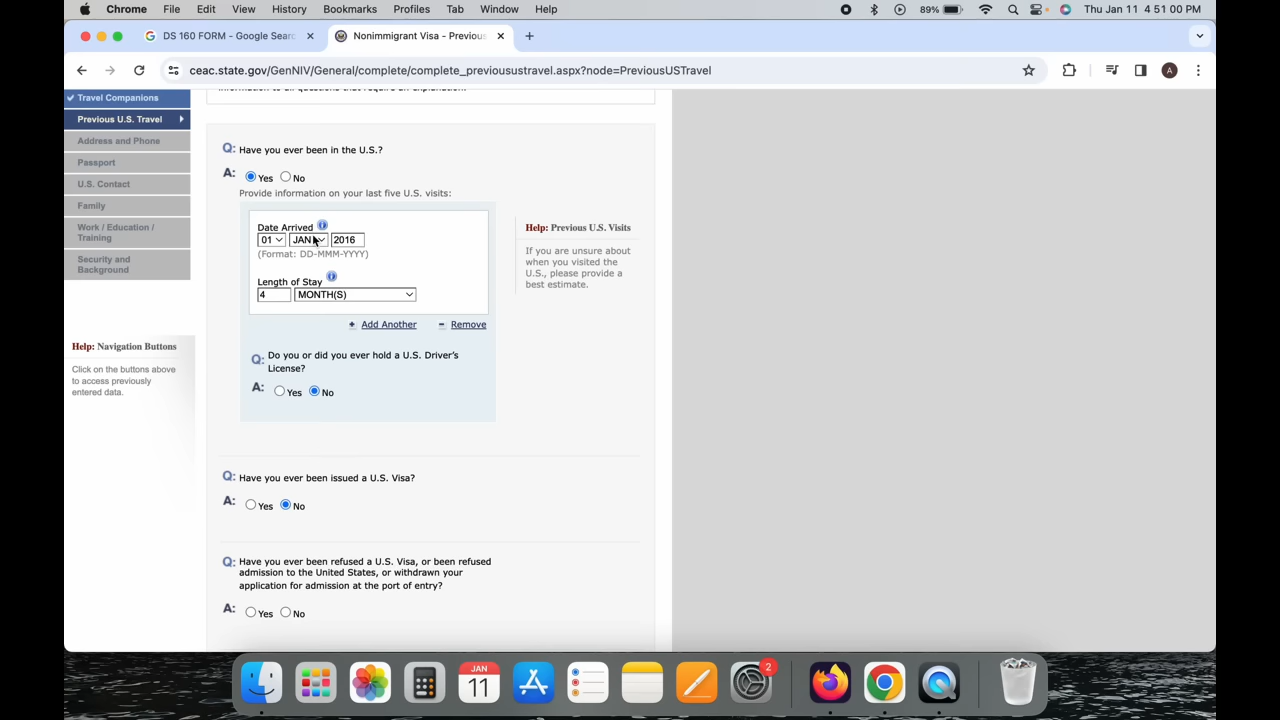 Chrome File Edit View History Bookmarks Profiles Tab Window Help 89% Thu Jan 11 4 51 00 PM
DS 160 FORM - Google Searc
Nonimmigrant Visa - Previous
ceac.state.gov/GenNIV/General/complete/complete_previousustravel.aspx?node=PreviousUSTravel
A
Travel Companions
Previous U.S. Travel
Address and Phone
Passport
U.S. Contact
Family
Work / Education /
Training
Security and
Background
Help: Navigation Buttons
Click on the buttons above
to access previously
entered data.
Q: Have you ever been in the U.S.?
A: Yes No
Provide information on your last five U.S. visits:
Date Arrived
01 JAN 2016
(Format: DD-MMM-YYYY)
Length of Stay
4 MONTH(S)
+ Add Another - Remove
Q: Do you or did you ever hold a U.S. Driver's
License?
A: Yes No
Help: Previous U.S. Visits
If you are unsure about
when you visited the
U.S., please provide a
best estimate.
Q: Have you ever been issued a U.S. Visa?
A: Yes No
Q: Have you ever been refused a U.S. Visa, or been refused
admission to the United States, or withdrawn your
application for admission at the port of entry?
A: Yes No
JAN
11
2